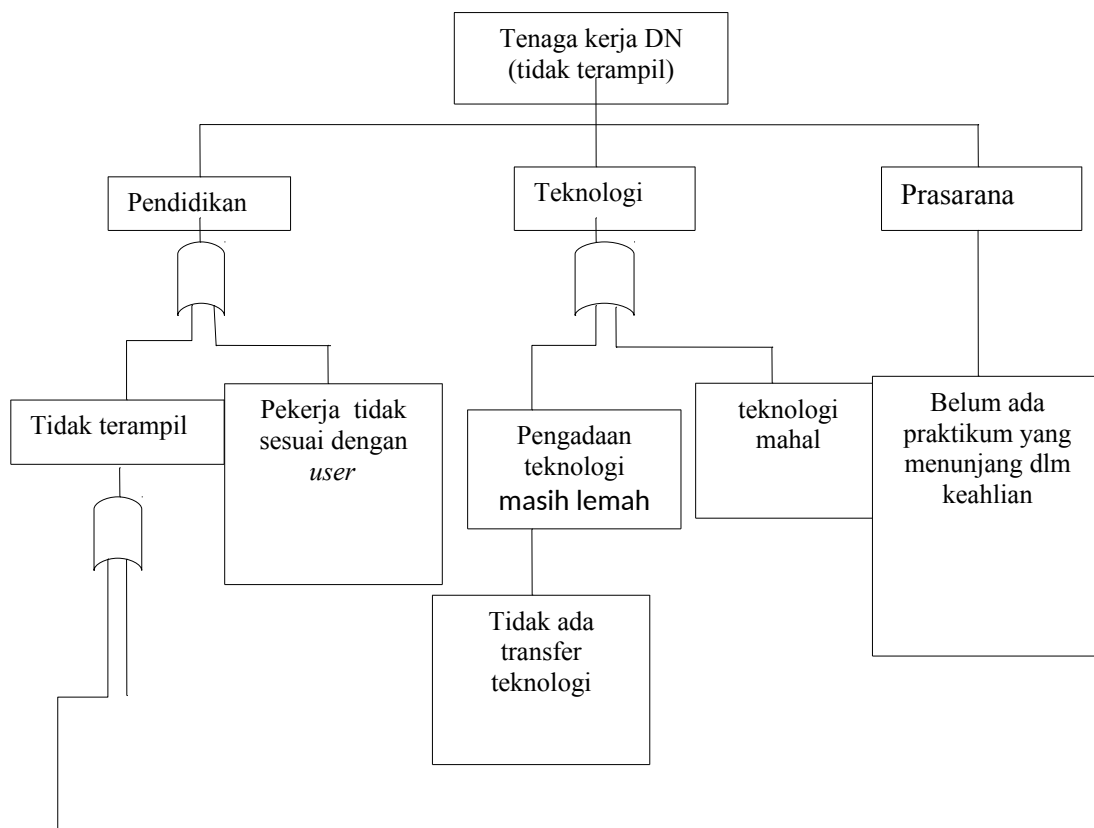 Tenaga kerja DN
(tidak terampil)
Pendidikan
Teknologi
Prasarana
Tidak terampil
Pekerja tidak
sesuai dengan
user
Pengadaan
teknologi
masih lemah
teknologi
mahal
Belum ada
praktikum yang
menunjang dlm
keahlian
Tidak ada
transfer
teknologi